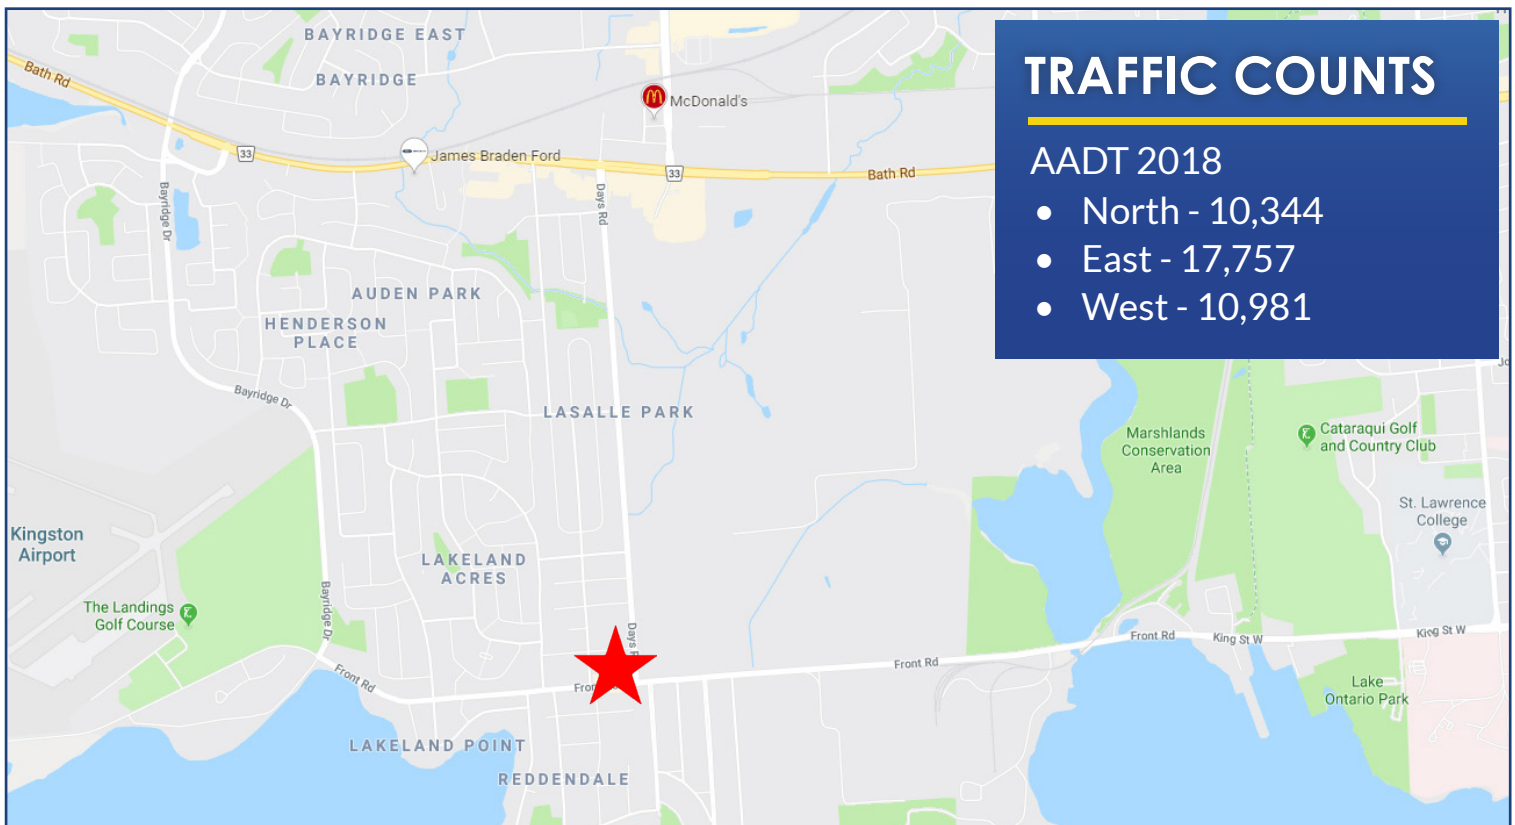 BAYRIDGE EAST
BAYRIDGE
Bath Rd
McDonald's
33
James Braden Ford
33
Bath Rd
Bayridge Dr
Days Rd
TRAFFIC COUNTS
AADT 2018
• North - 10,344
• East - 17,757
• West - 10,981
AUDEN PARK
HENDERSON
PLACE
Bayridge Dr
LASALLE PARK
Marshlands
Conservation
Area
Cataraqui Golf
and Country Club
St. Lawrence
College
Kingston
Airport
LAKELAND
ACRES
The Landings
Golf Course
Bayridge Dr
Days
Front Rd
Front Rd
Front Rd
King St W
King St W
Lake
Ontario Park
LAKELAND POINT
REDDENDALE